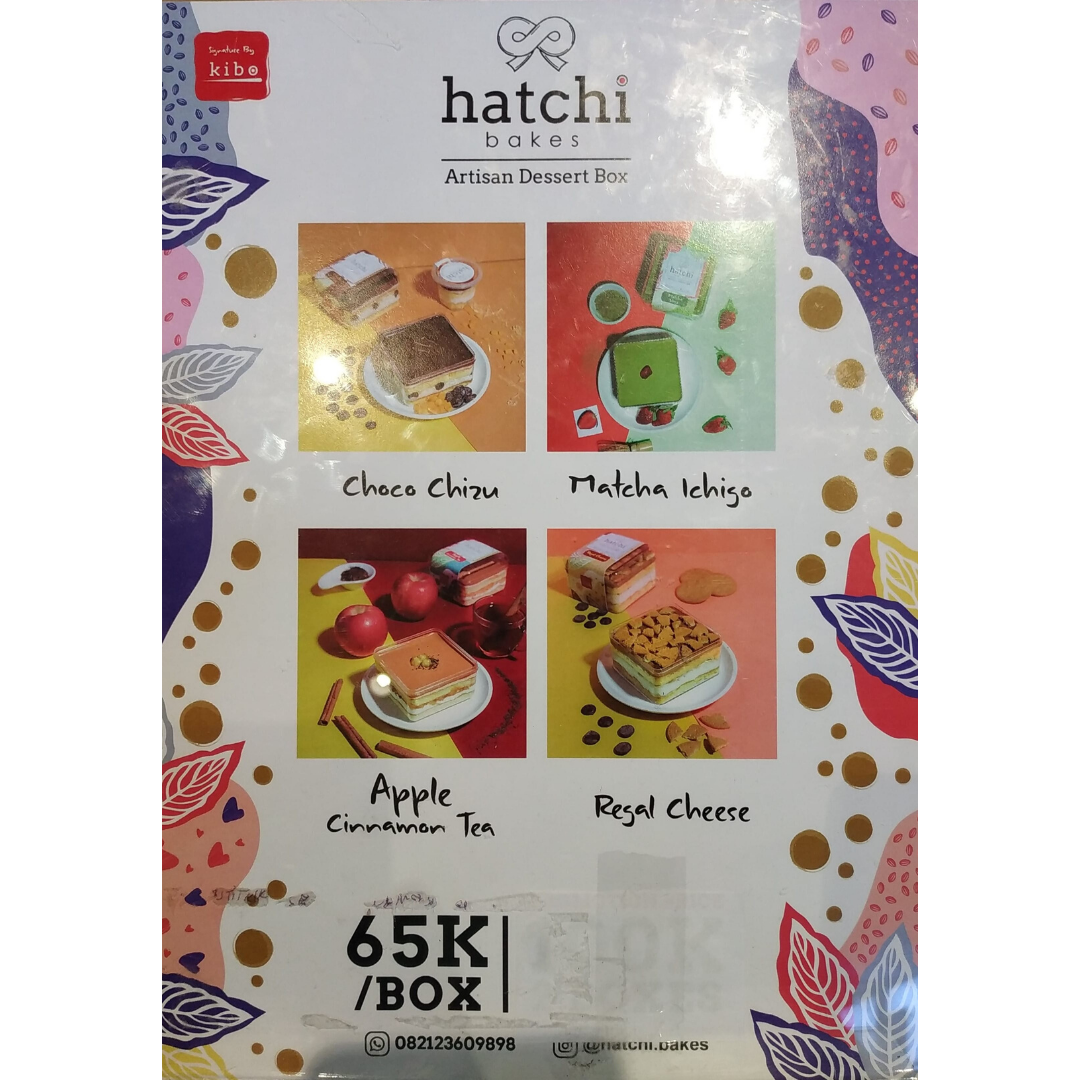 Signature By
kibo
hatchi
bakes
Artisan Dessert Box
hatchi
Choco Chizu
Matcha Ichigo
Apple
Cinnamon Tea
Regal Cheese
65K
/BOX
082123609898
@hatchi.bakes